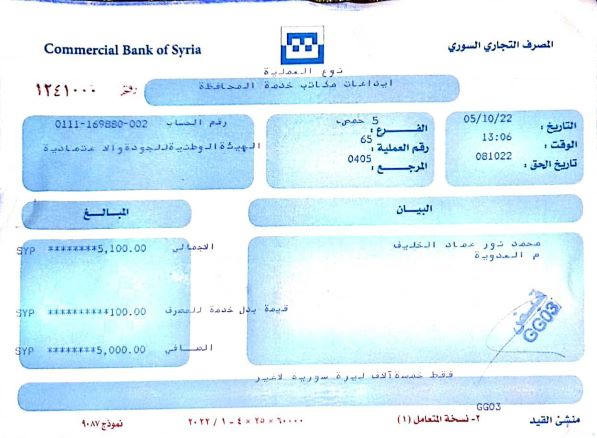 Commercial Bank of Syria
المصرف التجاري السوري
نوع العملية
ايداعات مكاتب خدمة المحافظة
رقم ١٢٤١٠٠٠
التاريخ : 05/10/22
الوقت : 13:06
تاريخ الحق : 081022
الفرع : 5 حمص
رقم العملية : 65
المرجع : 0405
رقم الحساب 0111-169880-002
الهيئة الوطنية للجودة والاعتمادية
البيان
المبالغ
محمد نور عماد الخليف
م العدوية
الاجمالي SYP ********5,100.00
قيمة بدل خدمة للمصرف SYP **********100.00
الصافي SYP ********5,000.00
قبض
GG03
فقط خمسة آلاف ليرة سورية لاغير
GG03
منشئ القيد
٢- نسخة المتعامل (١)
٦٠٠٠٠ × ٢٥ × ٤ - ١ / ٢٠٢٢
نموذج ٩٠٨٧